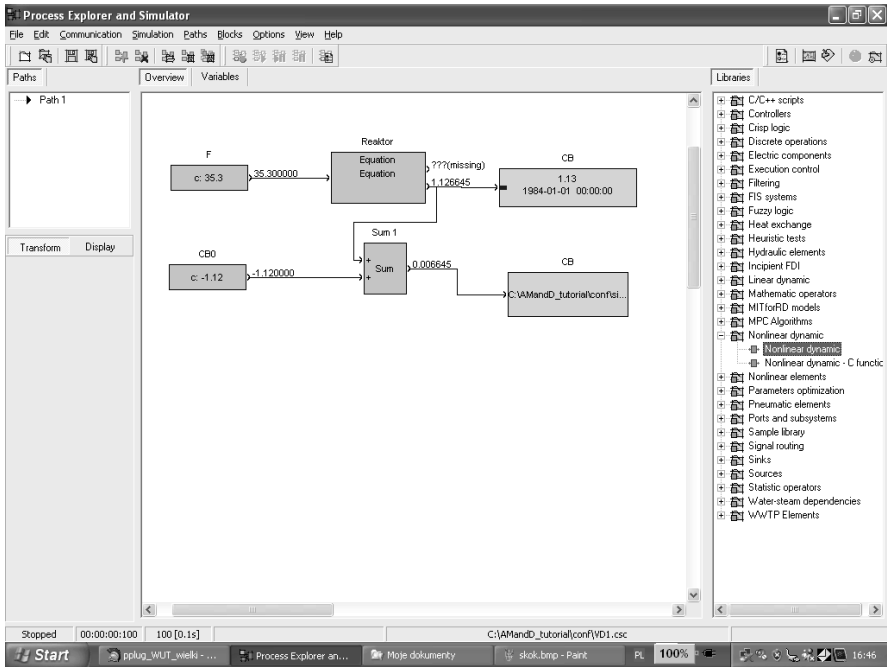 Process Explorer and Simulator
File Edit Communication Simulation Paths Blocks Options View Help
Paths
Path 1
Transform Display
Overview Variables
F
c: 35.3
35.300000
Reaktor
Equation
Equation
???(missing)
1.126645
CB
1.13
1984-01-01 00:00:00
CB0
c: -1.12
-1.120000
Sum 1
+
+
Sum
0.006645
CB
C:\AMandD_tutorial\conf\si...
Libraries
C/C++ scripts
Controllers
Crisp logic
Discrete operations
Electric components
Execution control
Filtering
FIS systems
Fuzzy logic
Heat exchange
Heuristic tests
Hydraulic elements
Incipient FDI
Linear dynamic
Mathematic operators
MITforRD models
MPC Algorithms
Nonlinear dynamic
Nonlinear dynamic
Nonlinear dynamic - C functic
Nonlinear elements
Parameters optimization
Pneumatic elements
Ports and subsystems
Sample library
Signal routing
Sinks
Sources
Statistic operators
Water-steam dependencies
WWTP Elements
Stopped 00:00:00:100 100 [0.1s] C:\AMandD_tutorial\conf\VD1.csc
Start pplug_WUT_wielki - ... Process Explorer an... Moje dokumenty skok.bmp - Paint PL 100% 16:46